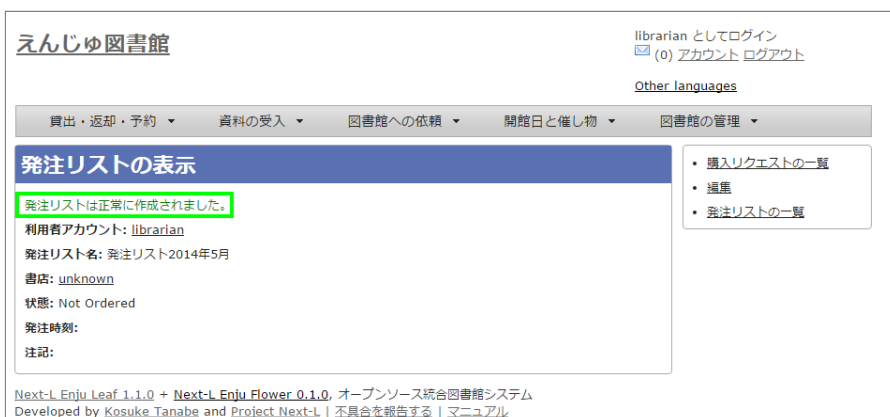 えんじゅ図書館
librarian としてログイン
(0) アカウント ログアウト
Other languages
貸出・返却・予約 ▼ 資料の受入 ▼ 図書館への依頼 ▼ 開館日と催し物 ▼ 図書館の管理 ▼
発注リストの表示
発注リストは正常に作成されました。
利用者アカウント: librarian
発注リスト名: 発注リスト2014年5月
書店: unknown
状態: Not Ordered
発注時刻:
注記:
• 購入リクエストの一覧
• 編集
• 発注リストの一覧
Next-L Enju Leaf 1.1.0 + Next-L Enju Flower 0.1.0, オープンソース統合図書館システム
Developed by Kosuke Tanabe and Project Next-L | 不具合を報告する | マニュアル